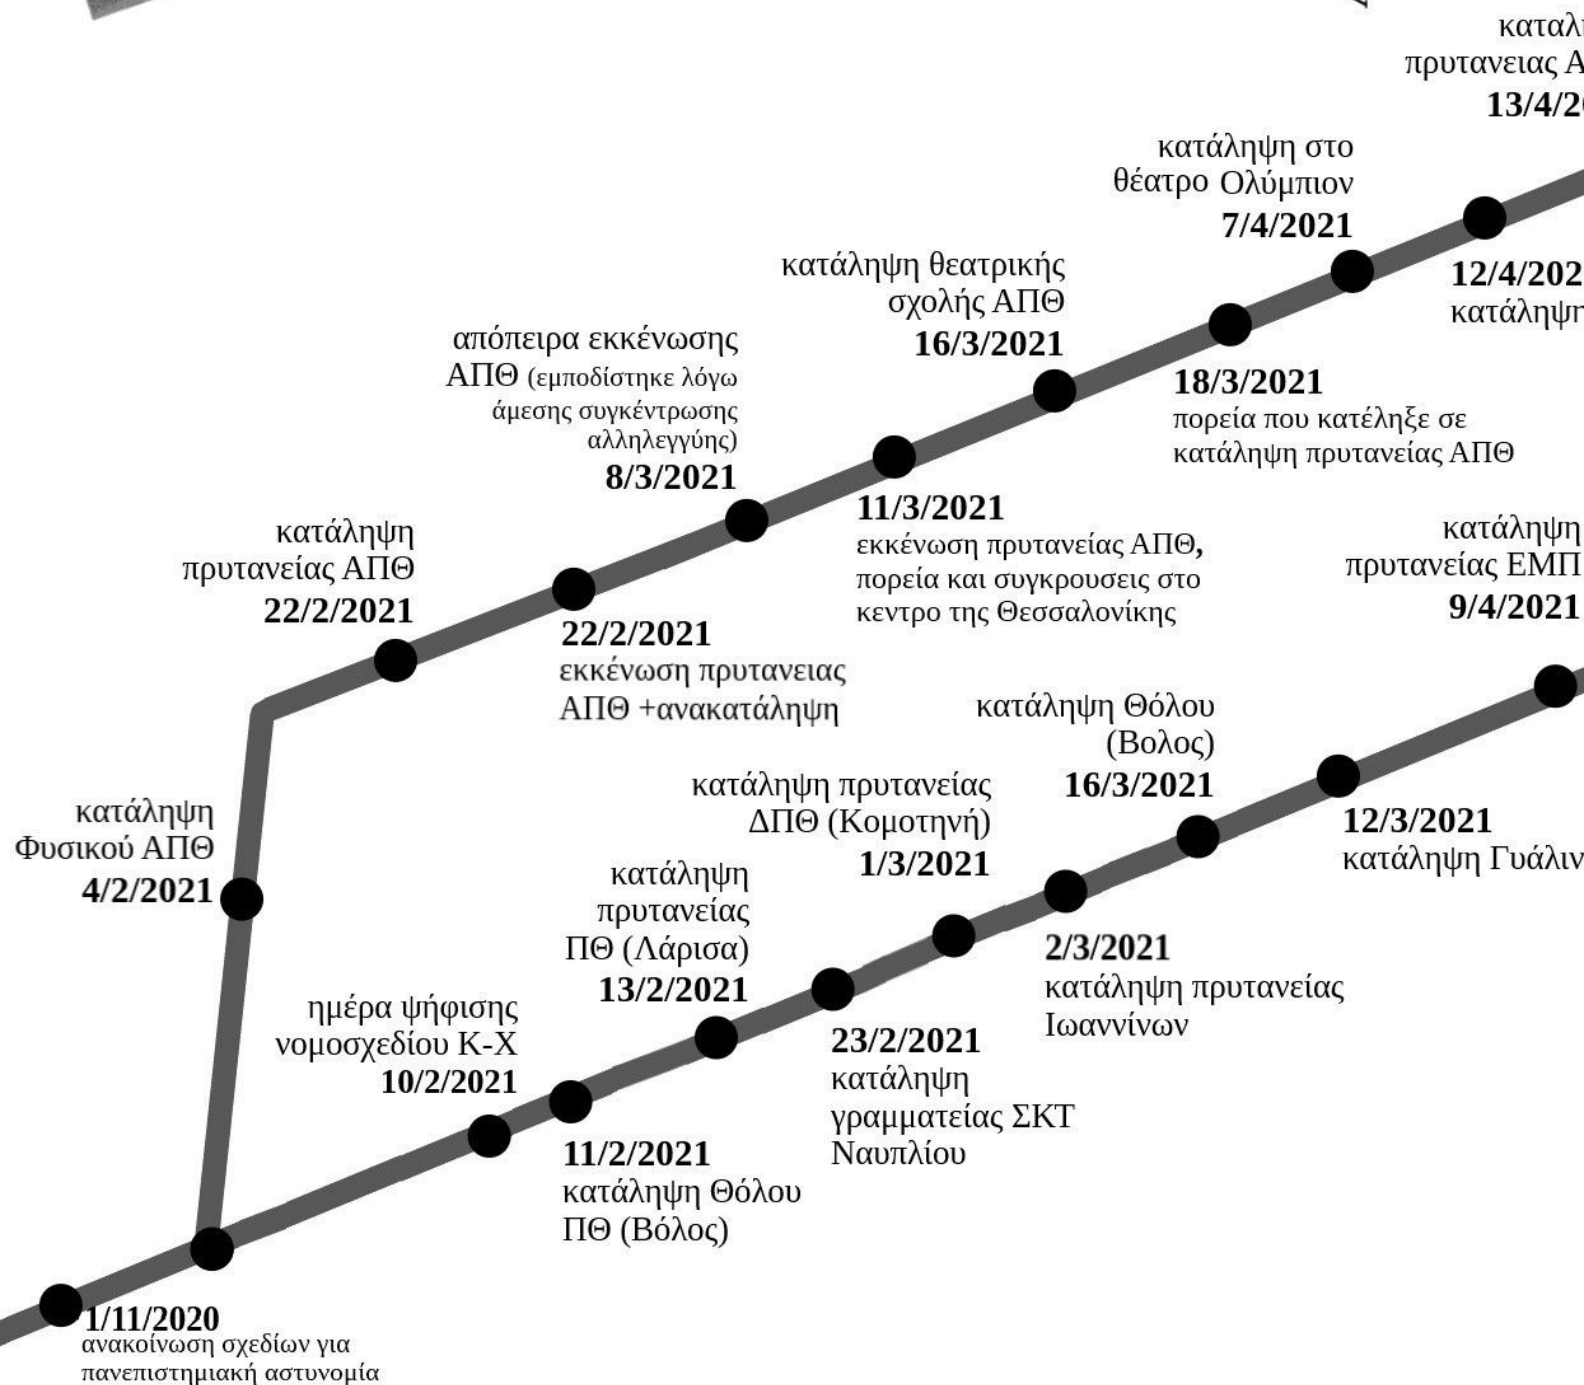 καταλ
πρυτανειας Α
13/4/2
κατάληψη στο
θέατρο Ολύμπιον
7/4/2021
12/4/202
κατάληψη
κατάληψη θεατρικής
σχολής ΑΠΘ
16/3/2021
18/3/2021
πορεία που κατέληξε σε
κατάληψη πρυτανείας ΑΠΘ
απόπειρα εκκένωσης
ΑΠΘ (εμποδίστηκε λόγω
άμεσης συγκέντρωσης
αλληλεγγύης)
8/3/2021
11/3/2021
εκκένωση πρυτανείας ΑΠΘ,
πορεία και συγκρουσεις στο
κεντρο της Θεσσαλονίκης
κατάληψη
πρυτανείας ΑΠΘ
22/2/2021
22/2/2021
εκκένωση πρυτανειας
ΑΠΘ +ανακατάληψη
κατάληψη
πρυτανείας ΕΜΠ
9/4/2021
κατάληψη Θόλου
(Βολος)
16/3/2021
12/3/2021
κατάληψη Γυάλιν
κατάληψη πρυτανείας
ΔΠΘ (Κομοτηνή)
1/3/2021
2/3/2021
κατάληψη πρυτανείας
Ιωαννίνων
κατάληψη
Φυσικού ΑΠΘ
4/2/2021
κατάληψη
πρυτανείας
ΠΘ (Λάρισα)
13/2/2021
23/2/2021
κατάληψη
γραμματείας ΣΚΤ
Ναυπλίου
ημέρα ψήφισης
νομοσχεδίου Κ-Χ
10/2/2021
11/2/2021
κατάληψη Θόλου
ΠΘ (Βόλος)
1/11/2020
ανακοίνωση σχεδίων για
πανεπιστημιακή αστυνομία